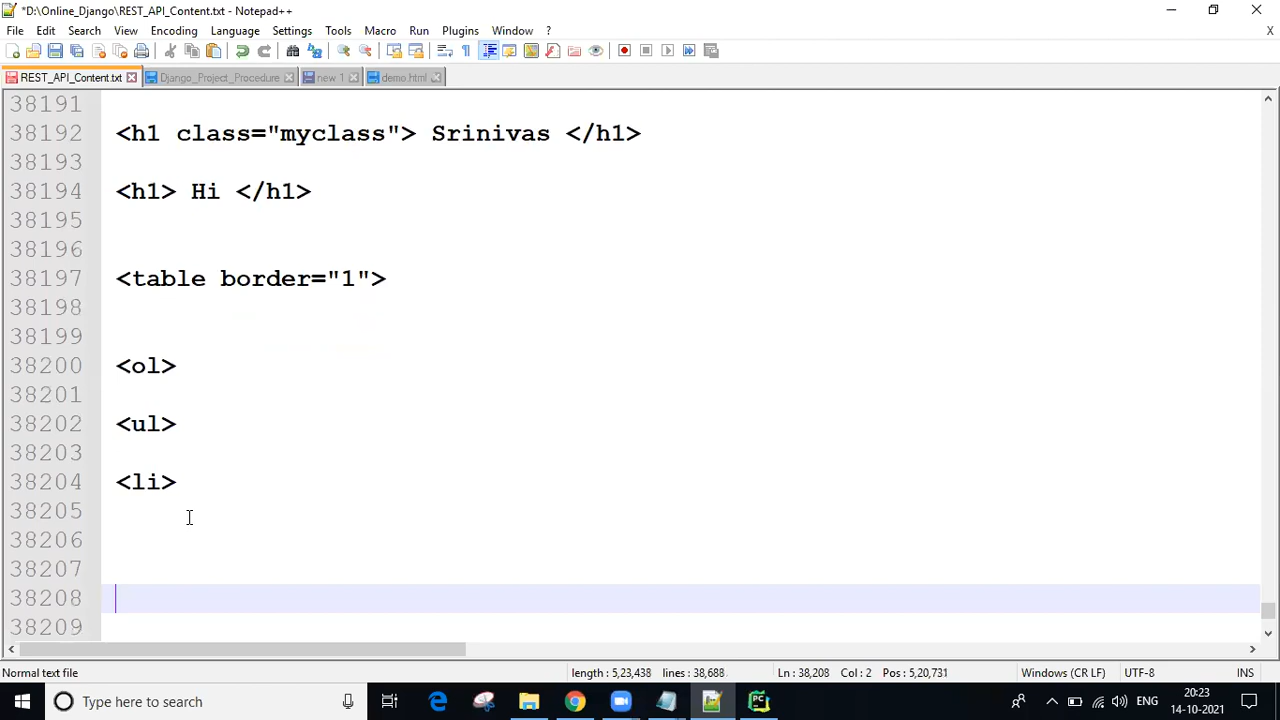 *D:\Online_Django\REST_API_Content.txt - Notepad++
File Edit Search View Encoding Language Settings Tools Macro Run Plugins Window ? X
REST_API_Content.txt Django_Project_Procedure new 1 demo.html
38191
38192 <h1 class="myclass"> Srinivas </h1>
38193
38194 <h1> Hi </h1>
38195
38196
38197 <table border="1">
38198
38199
38200 <ol>
38201
38202 <ul>
38203
38204 <li>
38205
38206
38207
38208
38209
Normal text file length : 5,23,438 lines : 38,688 Ln : 38,208 Col : 2 Pos : 5,20,731 Windows (CR LF) UTF-8 INS
Type here to search ENG 20:23
14-10-2021